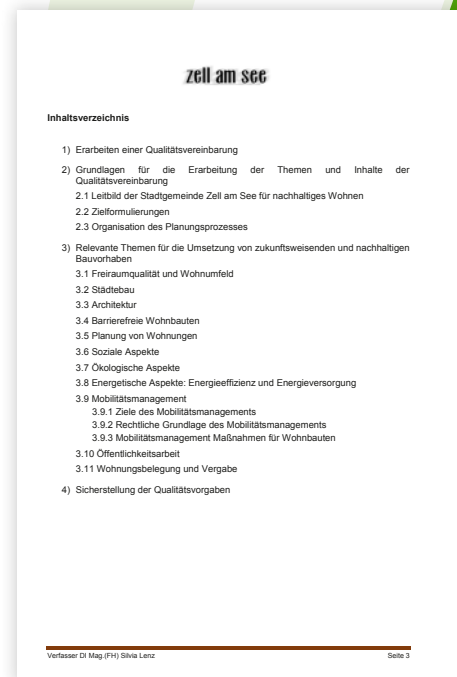 zell am see
Inhaltsverzeichnis
1) Erarbeiten einer Qualitätsvereinbarung
2) Grundlagen für die Erarbeitung der Themen und Inhalte der
Qualitätsvereinbarung
2.1 Leitbild der Stadtgemeinde Zell am See für nachhaltiges Wohnen
2.2 Zielformulierungen
2.3 Organisation des Planungsprozesses
3) Relevante Themen für die Umsetzung von zukunftsweisenden und nachhaltigen
Bauvorhaben
3.1 Freiraumqualität und Wohnumfeld
3.2 Städtebau
3.3 Architektur
3.4 Barrierefreie Wohnbauten
3.5 Planung von Wohnungen
3.6 Soziale Aspekte
3.7 Ökologische Aspekte
3.8 Energetische Aspekte: Energieeffizienz und Energieversorgung
3.9 Mobilitätsmanagement
3.9.1 Ziele des Mobilitätsmanagements
3.9.2 Rechtliche Grundlage des Mobilitätsmanagements
3.9.3 Mobilitätsmanagement Maßnahmen für Wohnbauten
3.10 Öffentlichkeitsarbeit
3.11 Wohnungsbelegung und Vergabe
4) Sicherstellung der Qualitätsvorgaben
Verfasser DI Mag.(FH) Silvia Lenz Seite 3